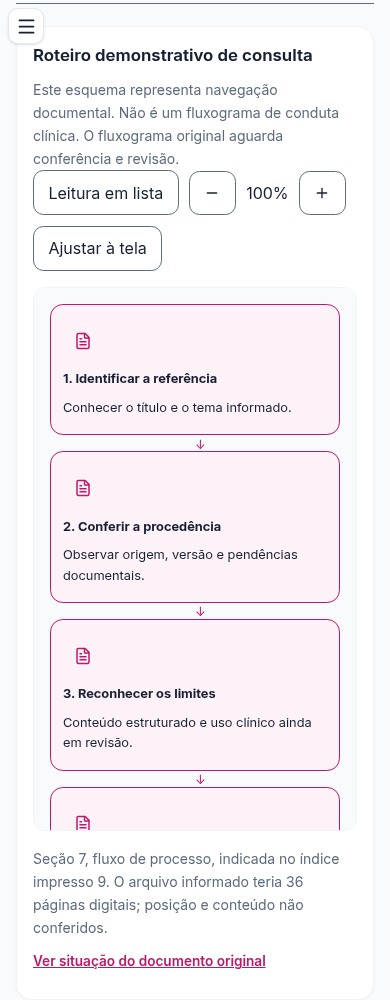 Roteiro demonstrativo de consulta
Este esquema representa navegação
documental. Não é um fluxograma de conduta
clínica. O fluxograma original aguarda
conferência e revisão.
Leitura em lista
−
100%
+
Ajustar à tela
1. Identificar a referência
Conhecer o título e o tema informado.
↓
2. Conferir a procedência
Observar origem, versão e pendências
documentais.
↓
3. Reconhecer os limites
Conteúdo estruturado e uso clínico ainda
em revisão.
↓
Seção 7, fluxo de processo, indicada no índice
impresso 9. O arquivo informado teria 36
páginas digitais; posição e conteúdo não
conferidos.
Ver situação do documento original